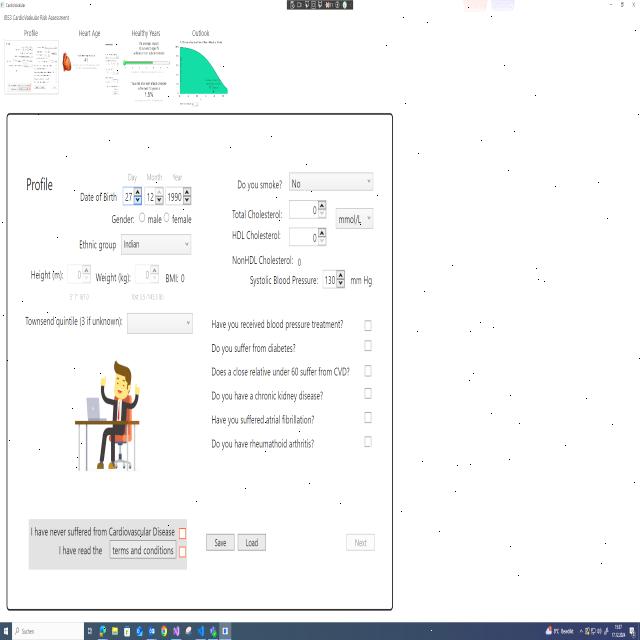 CardioVaskular
JBS3 CardioVaskular Risk Assessment
Profile
Heart Age
Healthy Years
Outlook
Profile
Day Month Year
Date of Birth 27 12 1990
Gender: male female
Ethnic group Indian
Height (m): 0 Weight (kg): 0 BMI: 0
Townsend quintile (3 if unknown):
Do you smoke? No
Total Cholesterol: 0
mmol/L
HDL Cholesterol: 0
NonHDL Cholesterol: 0
Systolic Blood Pressure: 130 mm Hg
Have you received blood pressure treatment?
Do you suffer from diabetes?
Does a close relative under 60 suffer from CVD?
Do you have a chronic kidney disease?
Have you suffered atrial fibrillation?
Do you have rheumathoid arthritis?
I have never suffered from Cardiovascular Disease
I have read the terms and conditions
Save Load Next
Suchen